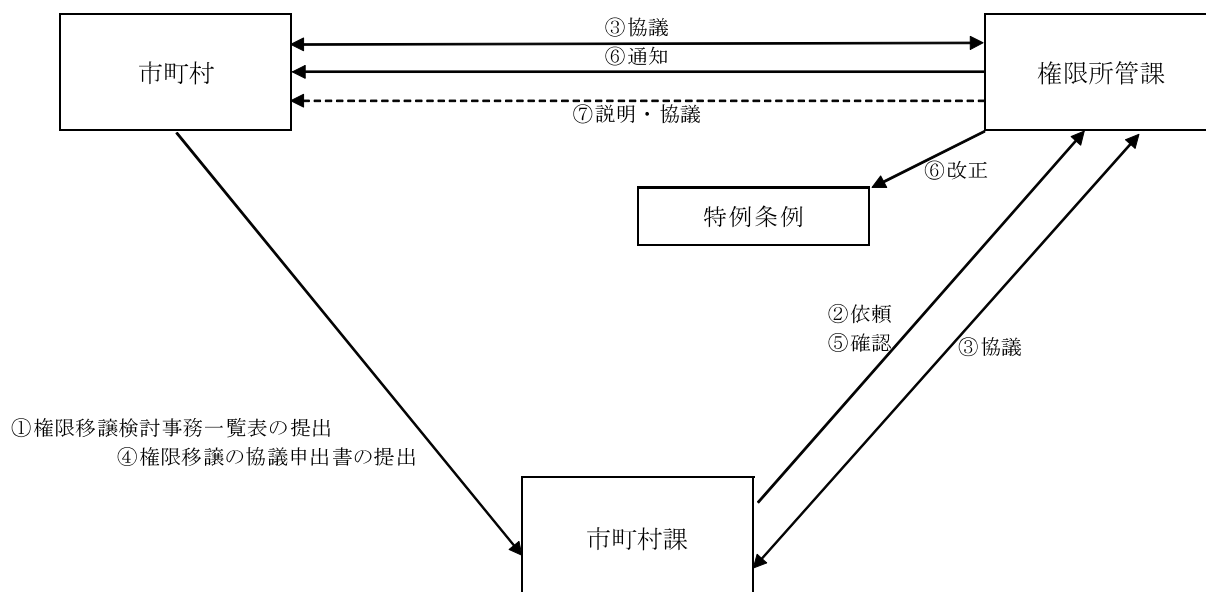 ③協議
⑥通知
市町村
権限所管課
⑦説明・協議
⑥改正
特例条例
②依頼
⑤確認
③協議
①権限移譲検討事務一覧表の提出
④権限移譲の協議申出書の提出
市町村課